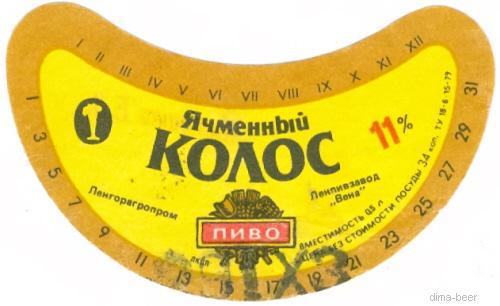 I II III IV V VI VII VIII IX X XI XII
Ячменный
КОЛОС
11%
Ленгорагропром
Ленпивзавод
"Вена"
ПИВО
ВМЕСТИМОСТЬ 0,5 л
ЦЕНА БЕЗ СТОИМОСТИ ПОСУДЫ 34 коп. ТУ 18-6-15-79
1 3 5 7 9 11 13 15 17 19 21 23 25 27 29 31
dima-beer